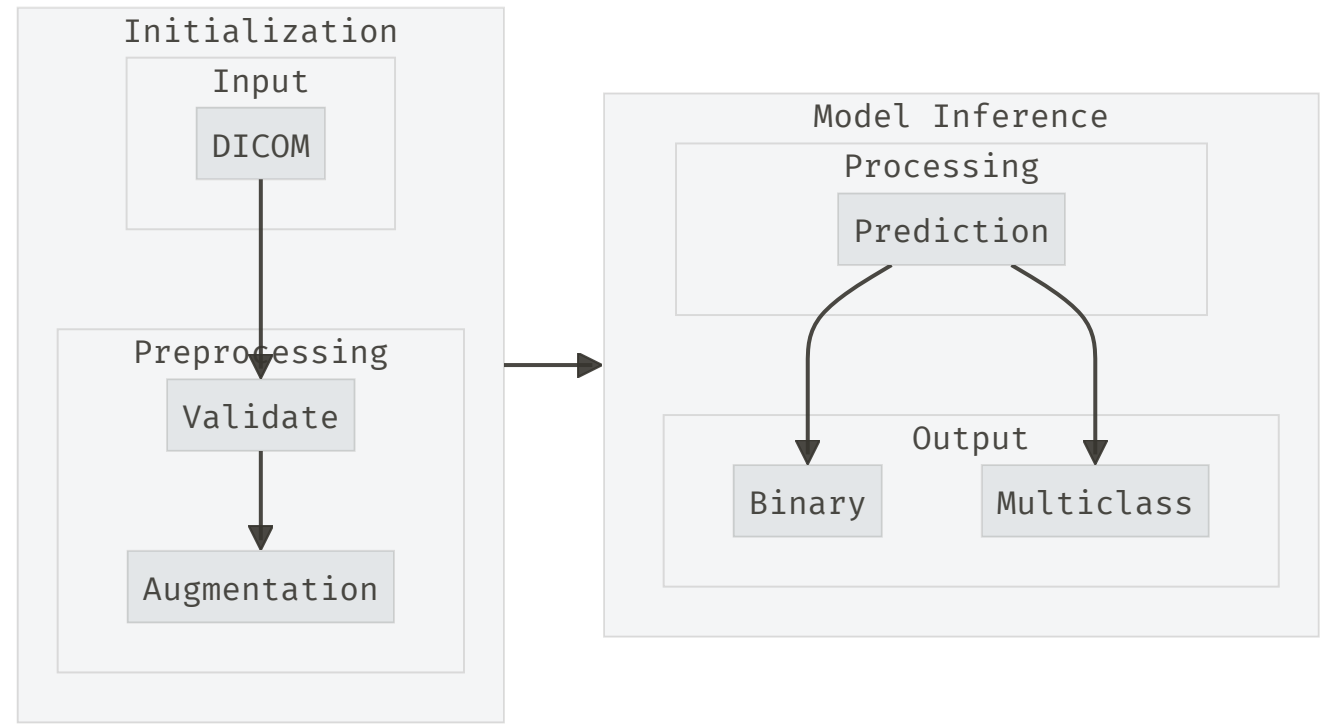 Initialization
Input
DICOM
Preprocessing
Validate
Augmentation
Model Inference
Processing
Prediction
Output
Binary
Multiclass